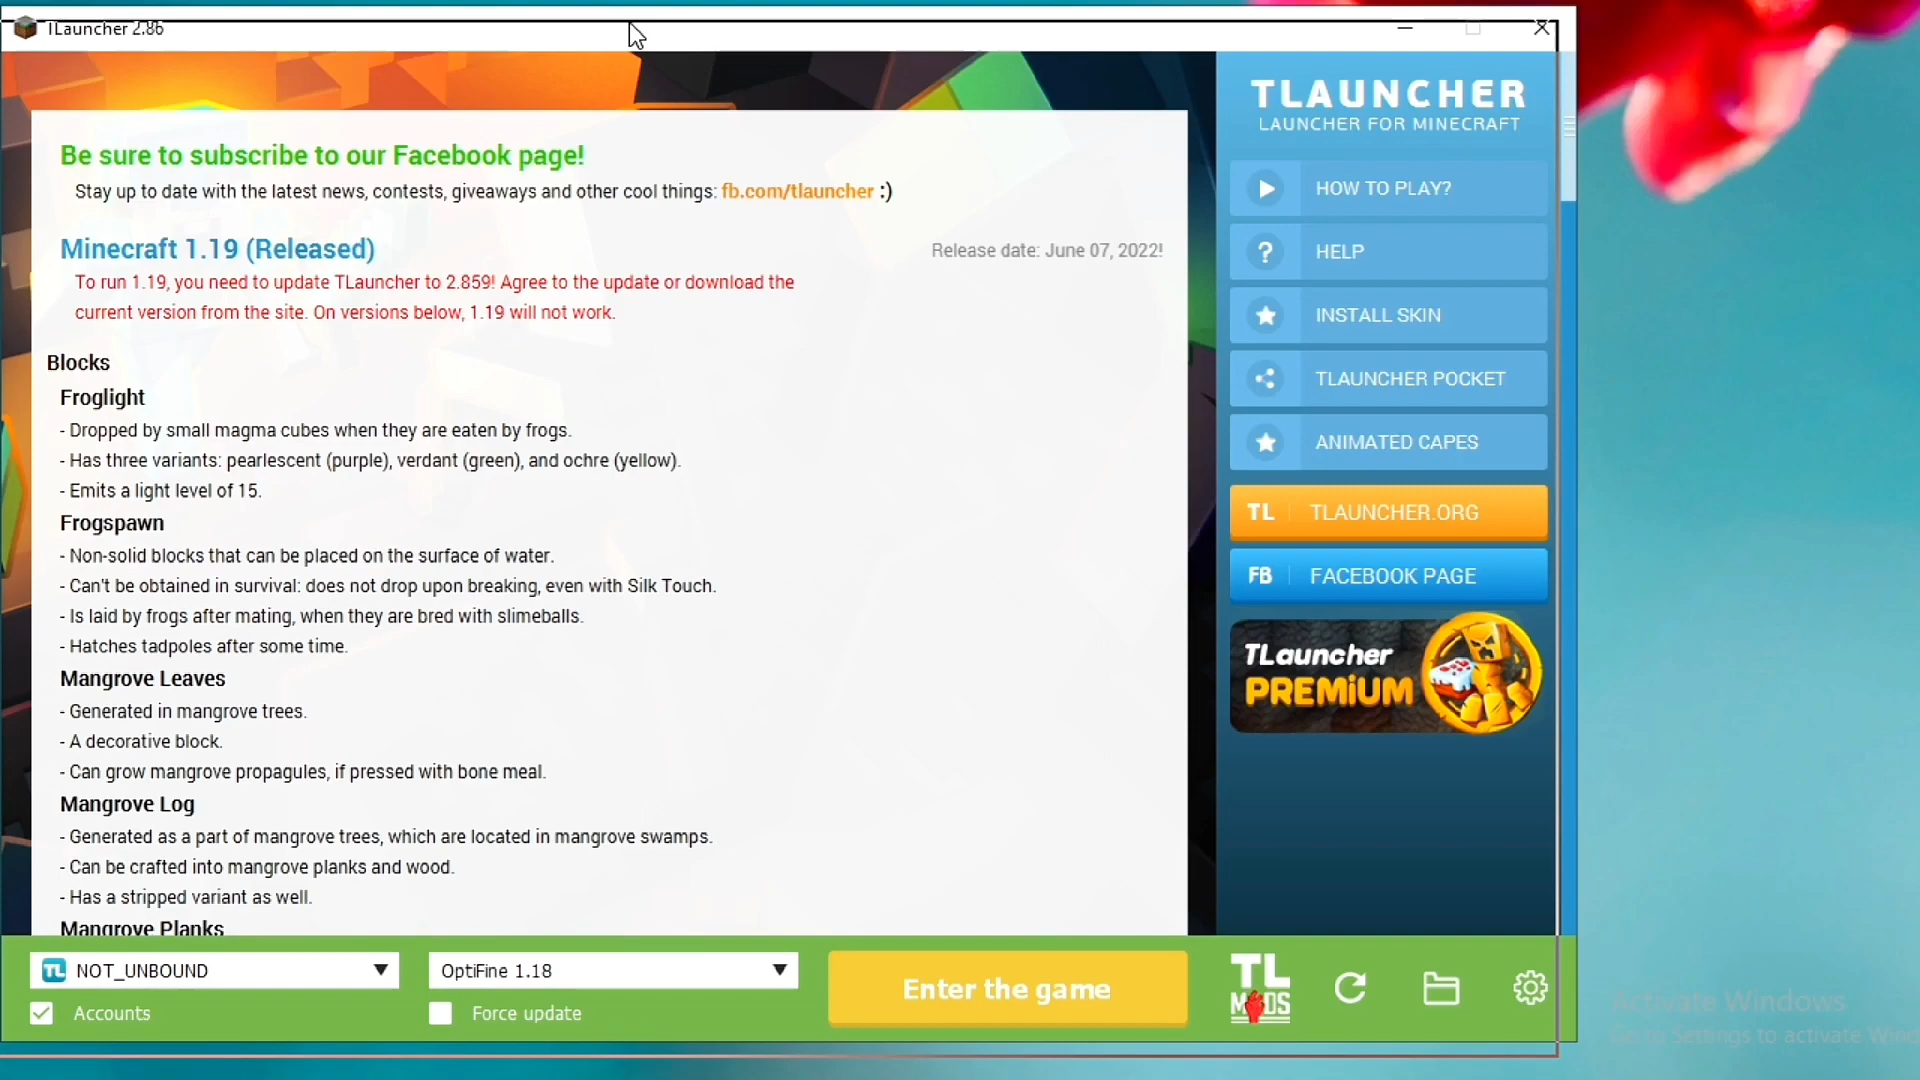 TLauncher 2.86
Be sure to subscribe to our Facebook page!
Stay up to date with the latest news, contests, giveaways and other cool things: fb.com/tlauncher :)
Minecraft 1.19 (Released)
Release date: June 07, 2022!
To run 1.19, you need to update TLauncher to 2.859! Agree to the update or download the
current version from the site. On versions below, 1.19 will not work.
Blocks
Froglight
- Dropped by small magma cubes when they are eaten by frogs.
- Has three variants: pearlescent (purple), verdant (green), and ochre (yellow).
- Emits a light level of 15.
Frogspawn
- Non-solid blocks that can be placed on the surface of water.
- Can't be obtained in survival: does not drop upon breaking, even with Silk Touch.
- Is laid by frogs after mating, when they are bred with slimeballs.
- Hatches tadpoles after some time.
Mangrove Leaves
- Generated in mangrove trees.
- A decorative block.
- Can grow mangrove propagules, if pressed with bone meal.
Mangrove Log
- Generated as a part of mangrove trees, which are located in mangrove swamps.
- Can be crafted into mangrove planks and wood.
- Has a stripped variant as well.
Mangrove Planks
TLAUNCHER
LAUNCHER FOR MINECRAFT
HOW TO PLAY?
? HELP
INSTALL SKIN
TLAUNCHER POCKET
ANIMATED CAPES
TL TLAUNCHER.ORG
FB FACEBOOK PAGE
TLauncher
PREMiUM
TL NOT_UNBOUND
Accounts
OptiFine 1.18
Force update
Enter the game
TL
MODS
Activate Windows
Go to Settings to activate Wind